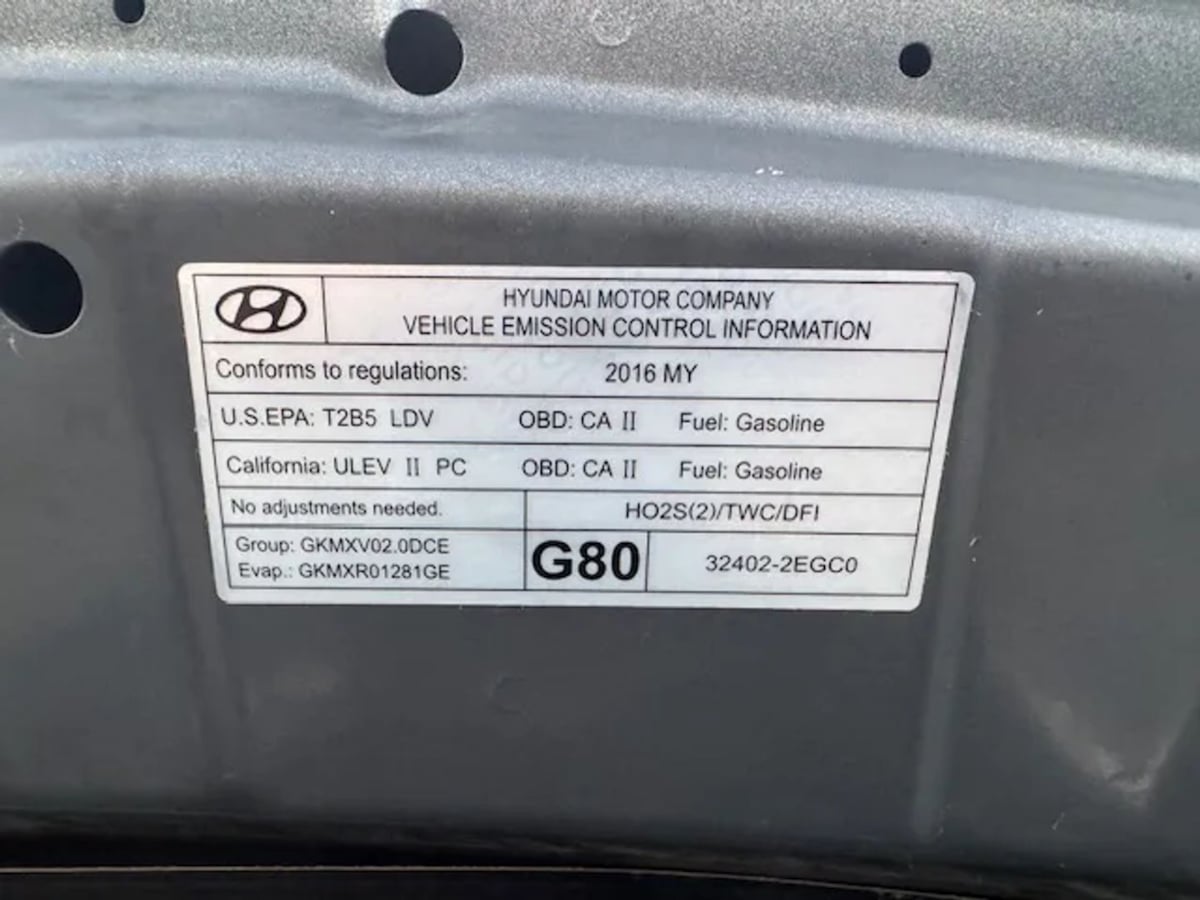 HYUNDAI MOTOR COMPANY
VEHICLE EMISSION CONTROL INFORMATION
Conforms to regulations: 2016 MY
U.S.EPA: T2B5 LDV OBD: CA II Fuel: Gasoline
California: ULEV II PC OBD: CA II Fuel: Gasoline
No adjustments needed. HO2S(2)/TWC/DFI
Group: GKMXV02.0DCE
Evap.: GKMXR01281GE
G80
32402-2EGC0